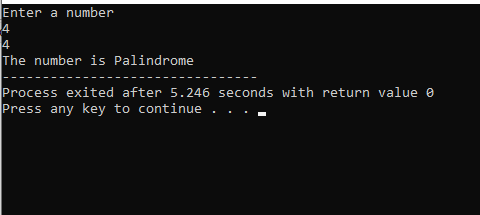 Enter a number
4
4
The number is Palindrome
--------------------------------
Process exited after 5.246 seconds with return value 0
Press any key to continue . . .